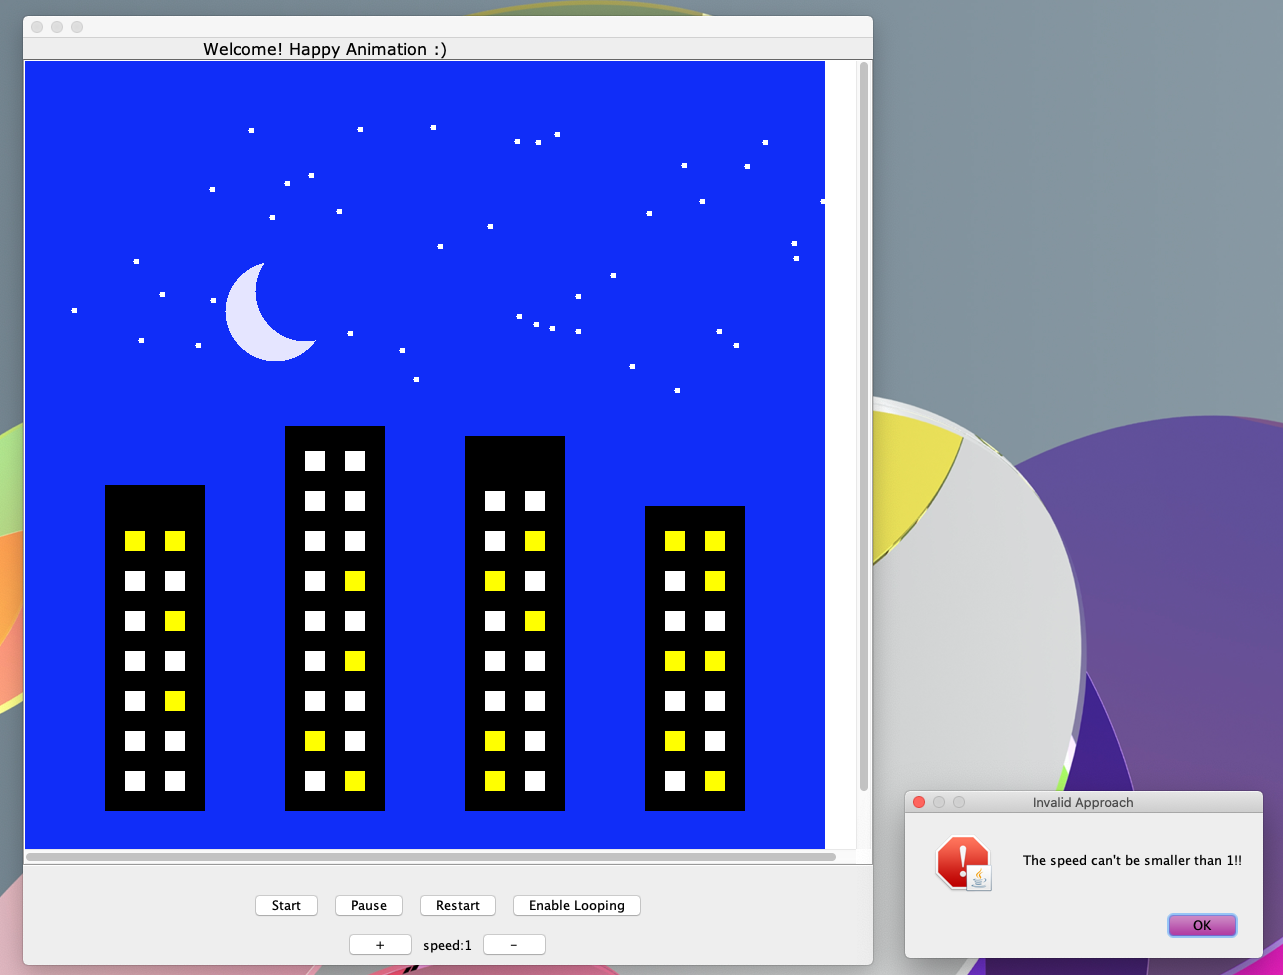 Welcome! Happy Animation :)
Start Pause Restart Enable Looping
+ speed:1 -
Invalid Approach
The speed can't be smaller than 1!!
OK